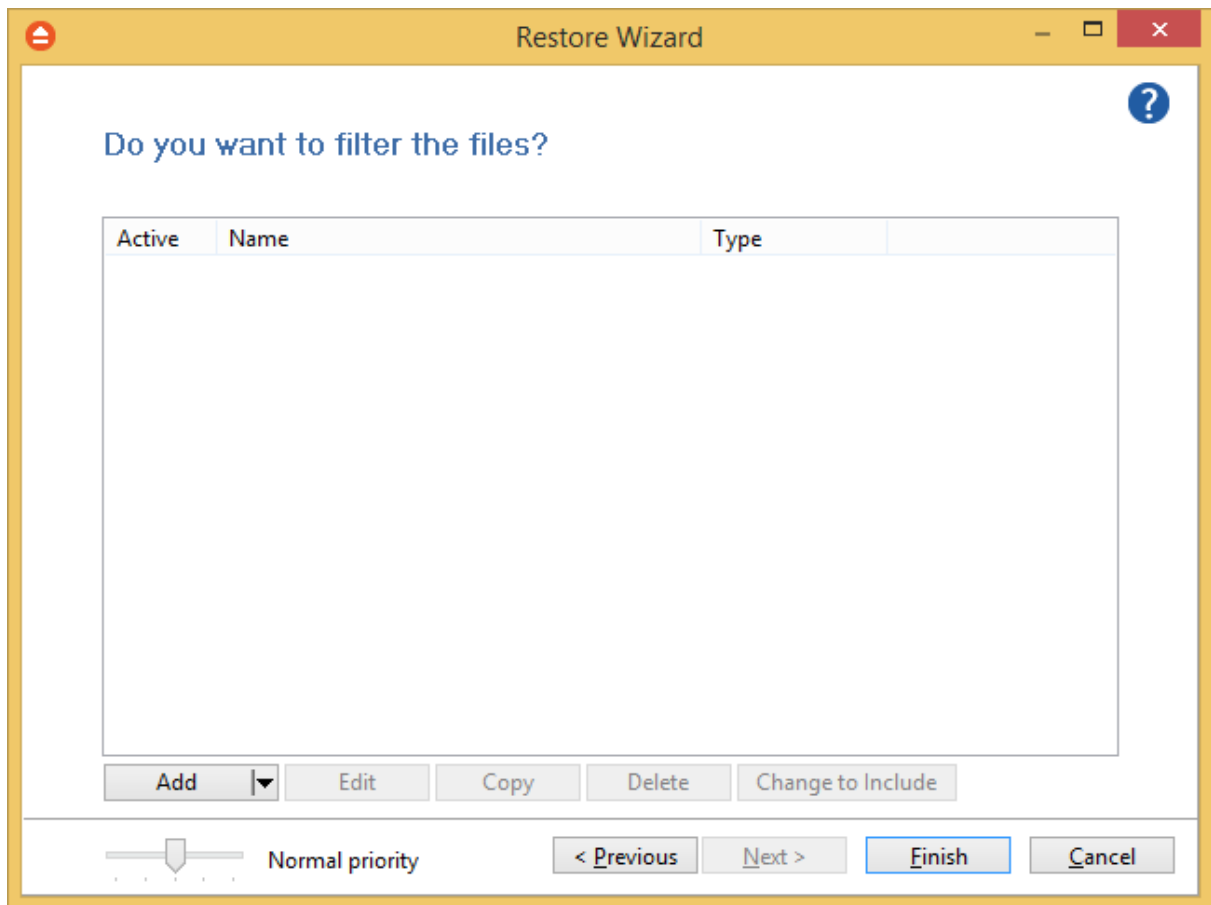 Restore Wizard
?
Do you want to filter the files?
Active Name Type
Add Edit Copy Delete Change to Include
Normal priority < Previous Next > Finish Cancel